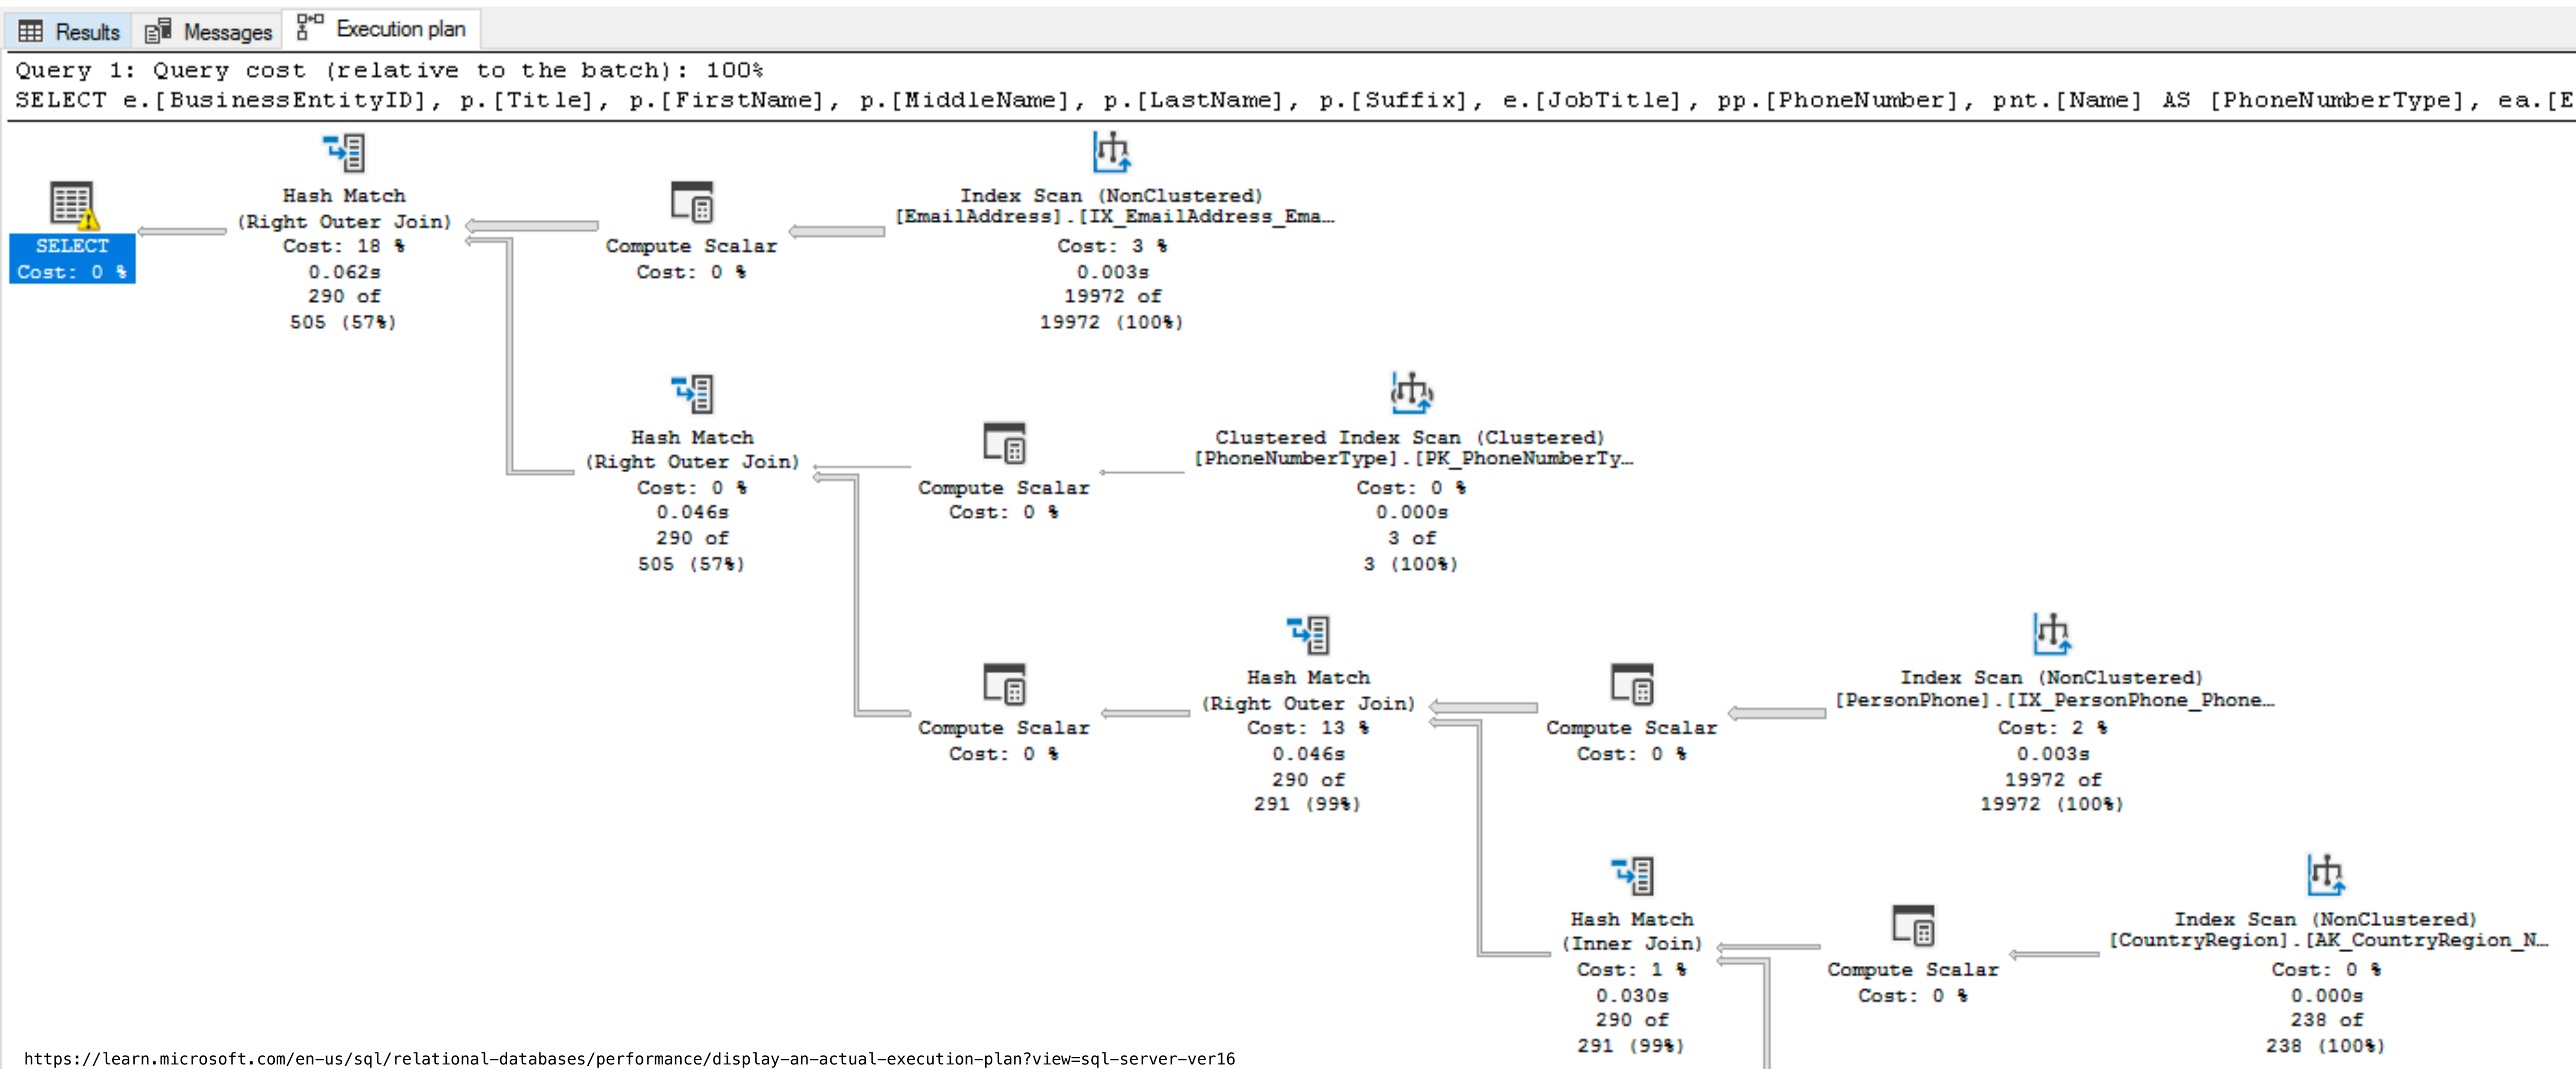 Results Messages Execution plan
Query 1: Query cost (relative to the batch): 100%
SELECT e.[BusinessEntityID], p.[Title], p.[FirstName], p.[MiddleName], p.[LastName], p.[Suffix], e.[JobTitle], pp.[PhoneNumber], pnt.[Name] AS [PhoneNumberType], ea.[E
SELECT
Cost: 0 %
Hash Match
(Right Outer Join)
Cost: 18 %
0.062s
290 of
505 (57%)
Compute Scalar
Cost: 0 %
Index Scan (NonClustered)
[EmailAddress].[IX_EmailAddress_Ema…
Cost: 3 %
0.003s
19972 of
19972 (100%)
Hash Match
(Right Outer Join)
Cost: 0 %
0.046s
290 of
505 (57%)
Compute Scalar
Cost: 0 %
Clustered Index Scan (Clustered)
[PhoneNumberType].[PK_PhoneNumberTy…
Cost: 0 %
0.000s
3 of
3 (100%)
Compute Scalar
Cost: 0 %
Hash Match
(Right Outer Join)
Cost: 13 %
0.046s
290 of
291 (99%)
Compute Scalar
Cost: 0 %
Index Scan (NonClustered)
[PersonPhone].[IX_PersonPhone_Phone…
Cost: 2 %
0.003s
19972 of
19972 (100%)
Hash Match
(Inner Join)
Cost: 1 %
0.030s
290 of
291 (99%)
Compute Scalar
Cost: 0 %
Index Scan (NonClustered)
[CountryRegion].[AK_CountryRegion_N…
Cost: 0 %
0.000s
238 of
238 (100%)
https://learn.microsoft.com/en-us/sql/relational-databases/performance/display-an-actual-execution-plan?view=sql-server-ver16